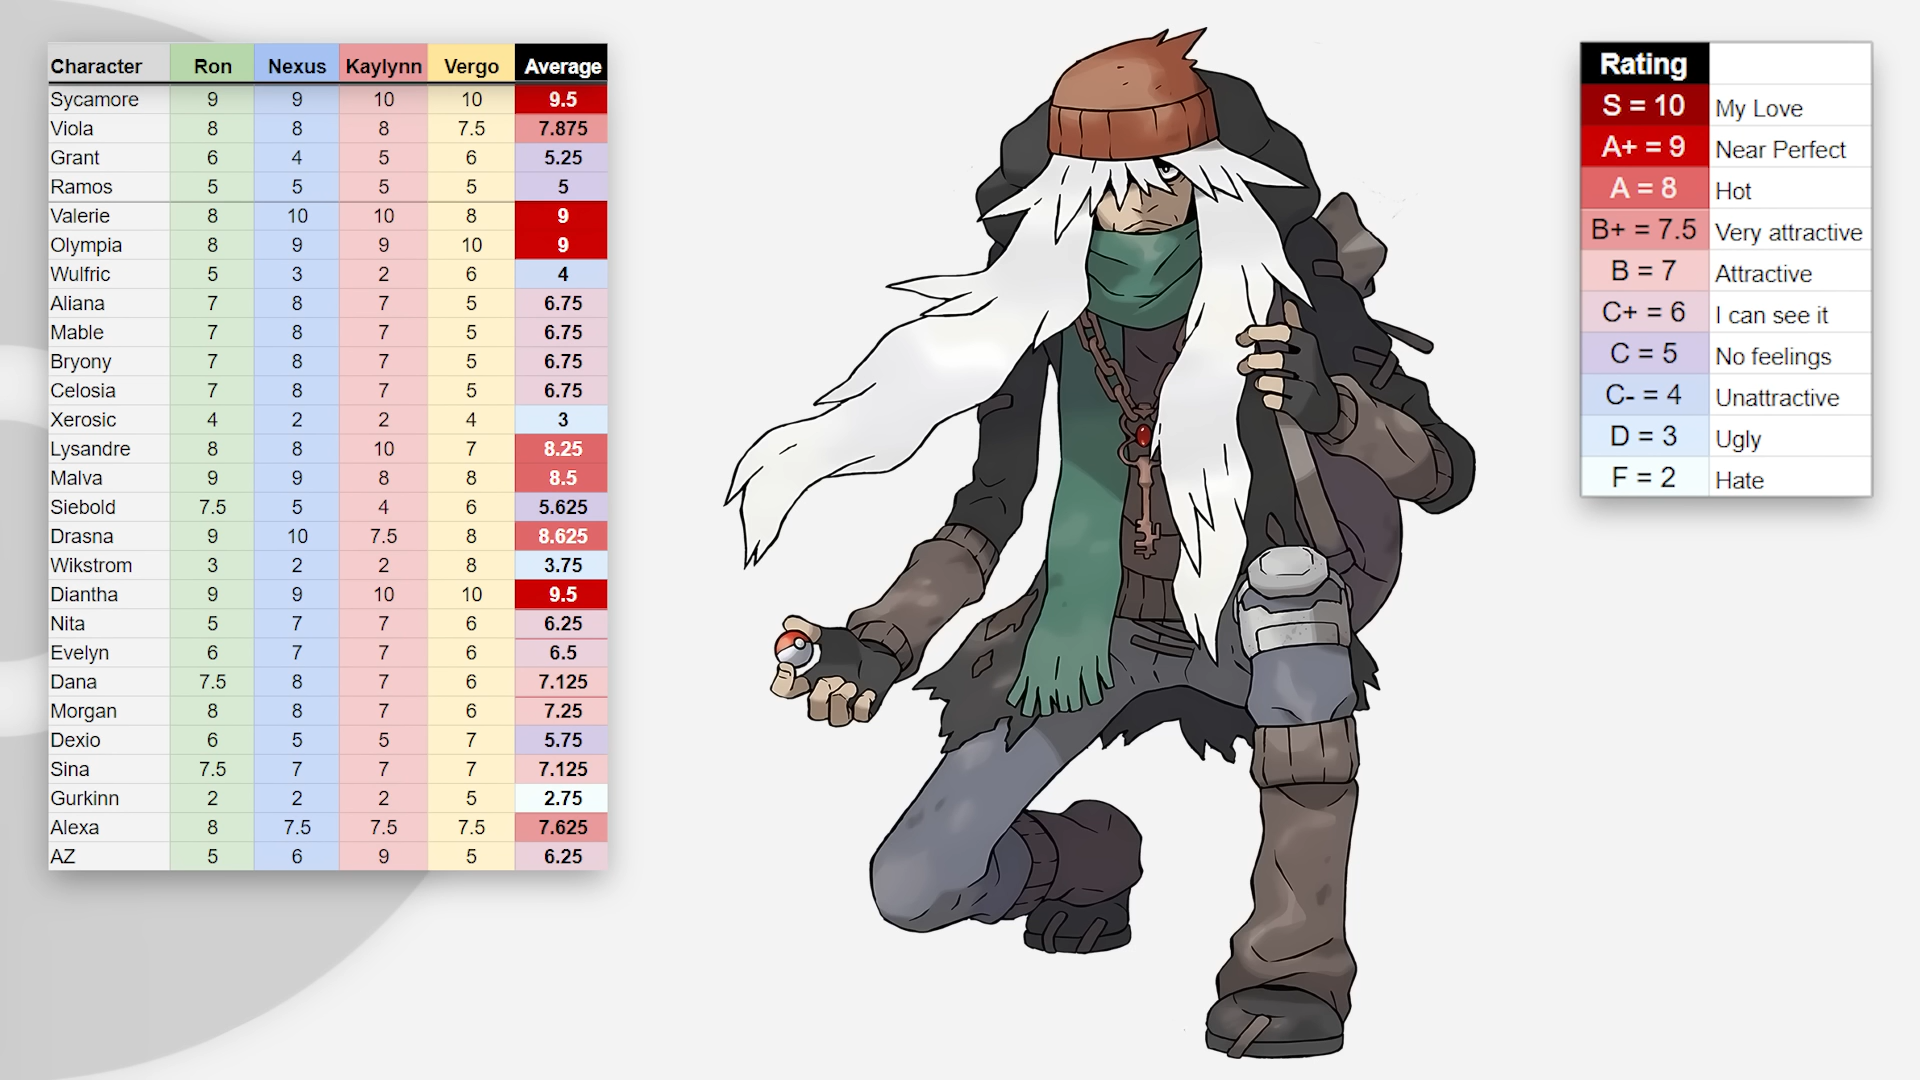 Character Ron Nexus Kaylynn Vergo Average
Sycamore 9 9 10 10 9.5
Viola 8 8 8 7.5 7.875
Grant 6 4 5 6 5.25
Ramos 5 5 5 5 5
Valerie 8 10 10 8 9
Olympia 8 9 9 10 9
Wulfric 5 3 2 6 4
Aliana 7 8 7 5 6.75
Mable 7 8 7 5 6.75
Bryony 7 8 7 5 6.75
Celosia 7 8 7 5 6.75
Xerosic 4 2 2 4 3
Lysandre 8 8 10 7 8.25
Malva 9 9 8 8 8.5
Siebold 7.5 5 4 6 5.625
Drasna 9 10 7.5 8 8.625
Wikstrom 3 2 2 8 3.75
Diantha 9 9 10 10 9.5
Nita 5 7 7 6 6.25
Evelyn 6 7 7 6 6.5
Dana 7.5 8 7 6 7.125
Morgan 8 8 7 6 7.25
Dexio 6 5 5 7 5.75
Sina 7.5 7 7 7 7.125
Gurkinn 2 2 2 5 2.75
Alexa 8 7.5 7.5 7.5 7.625
AZ 5 6 9 5 6.25
Rating
S = 10 My Love
A+ = 9 Near Perfect
A = 8 Hot
B+ = 7.5 Very attractive
B = 7 Attractive
C+ = 6 I can see it
C = 5 No feelings
C- = 4 Unattractive
D = 3 Ugly
F = 2 Hate